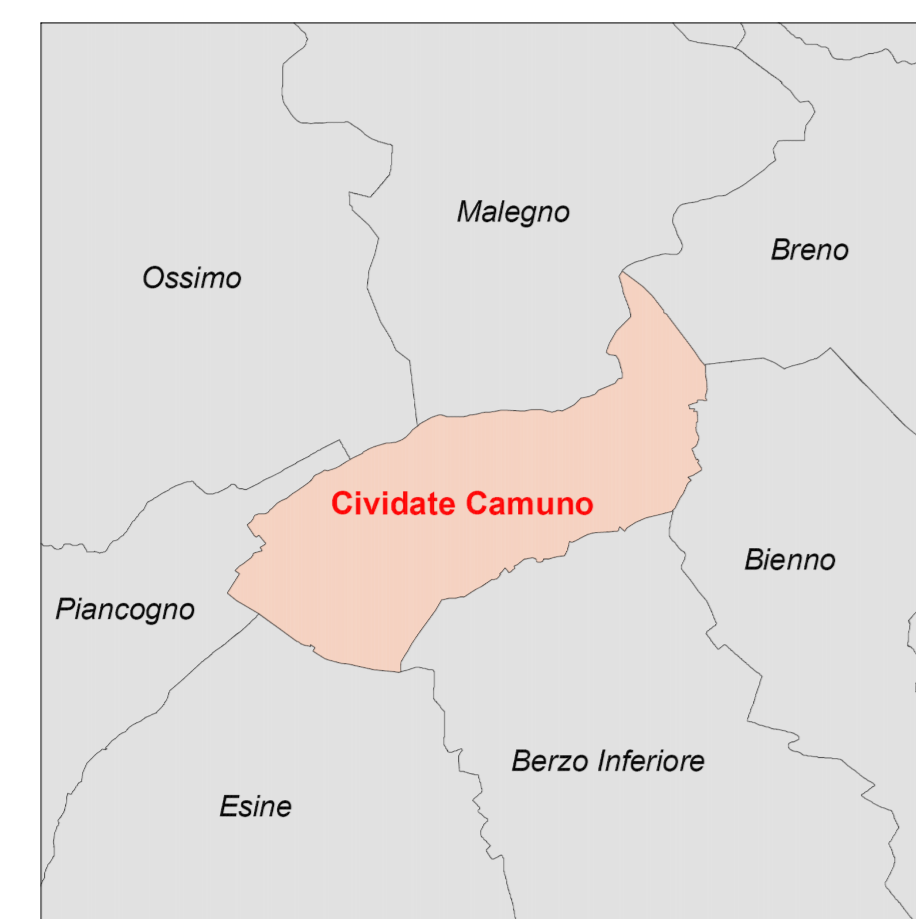 Malegno
Breno
Ossimo
Cividate Camuno
Bienno
Piancogno
Berzo Inferiore
Esine